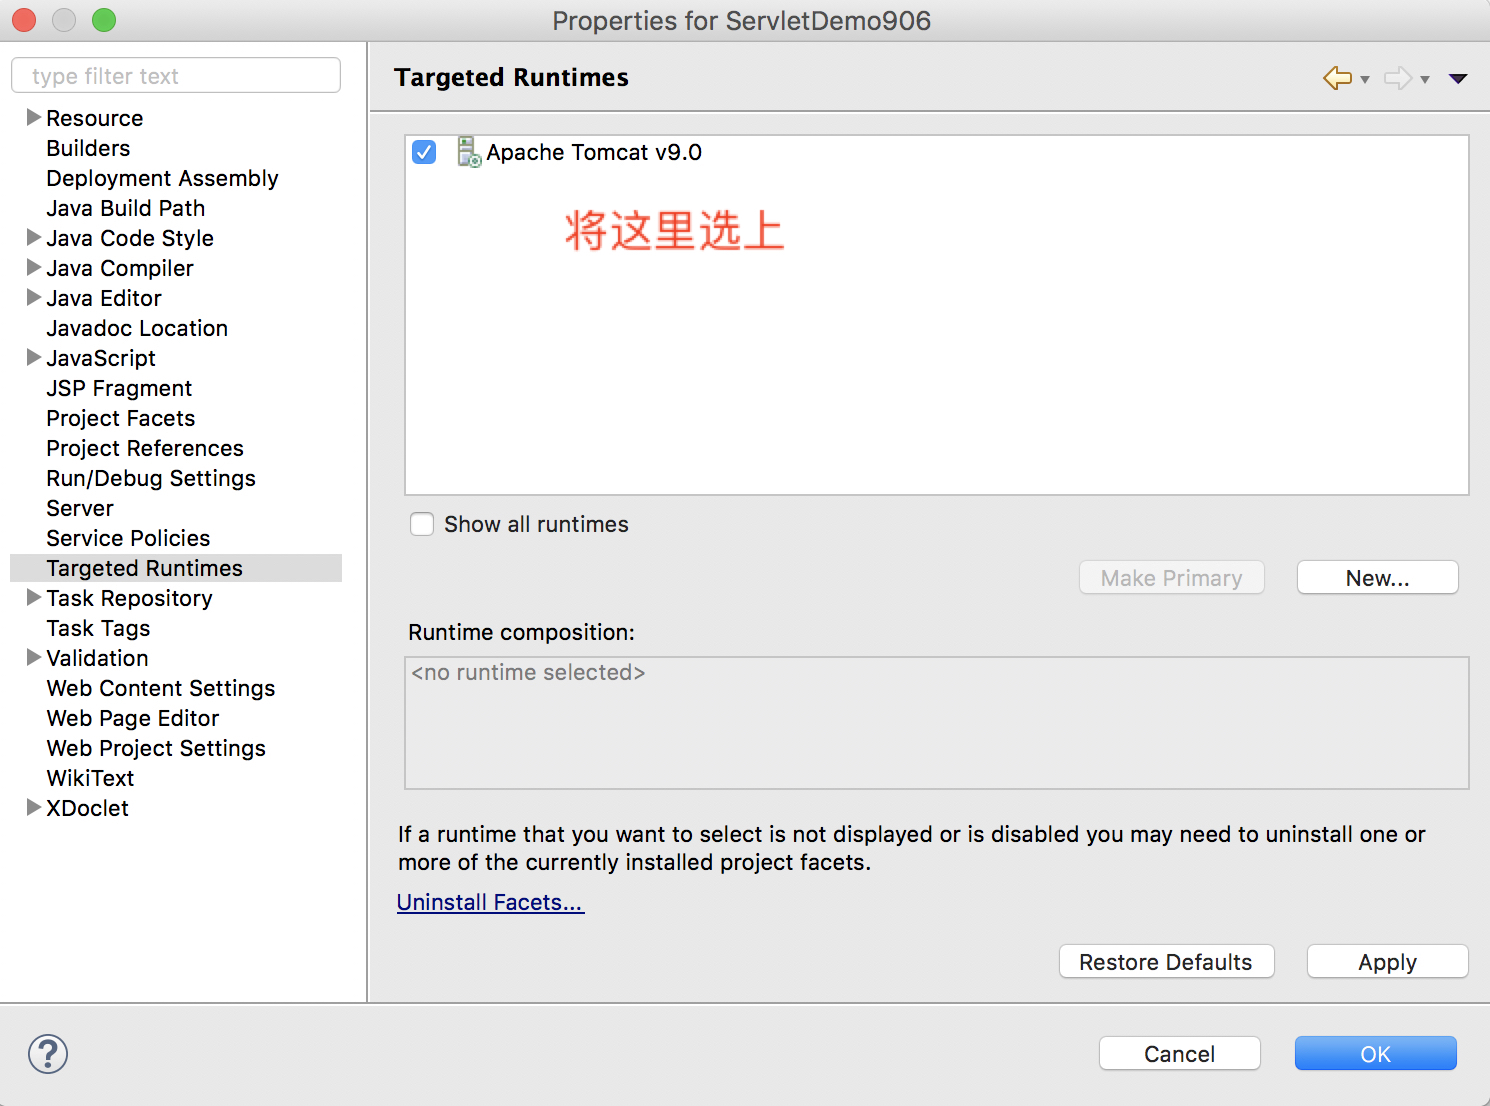 Properties for ServletDemo906
type filter text
Resource
Builders
Deployment Assembly
Java Build Path
Java Code Style
Java Compiler
Java Editor
Javadoc Location
JavaScript
JSP Fragment
Project Facets
Project References
Run/Debug Settings
Server
Service Policies
Targeted Runtimes
Task Repository
Task Tags
Validation
Web Content Settings
Web Page Editor
Web Project Settings
WikiText
XDoclet
Targeted Runtimes
Apache Tomcat v9.0
将这里选上
Show all runtimes
Make Primary
New...
Runtime composition:
<no runtime selected>
If a runtime that you want to select is not displayed or is disabled you may need to uninstall one or
more of the currently installed project facets.
Uninstall Facets...
Restore Defaults
Apply
?
Cancel
OK